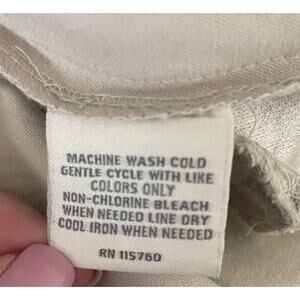 MACHINE WASH COLD
GENTLE CYCLE WITH LIKE
COLORS ONLY
NON-CHLORINE BLEACH
WHEN NEEDED LINE DRY
COOL IRON WHEN NEEDED
RN 115760